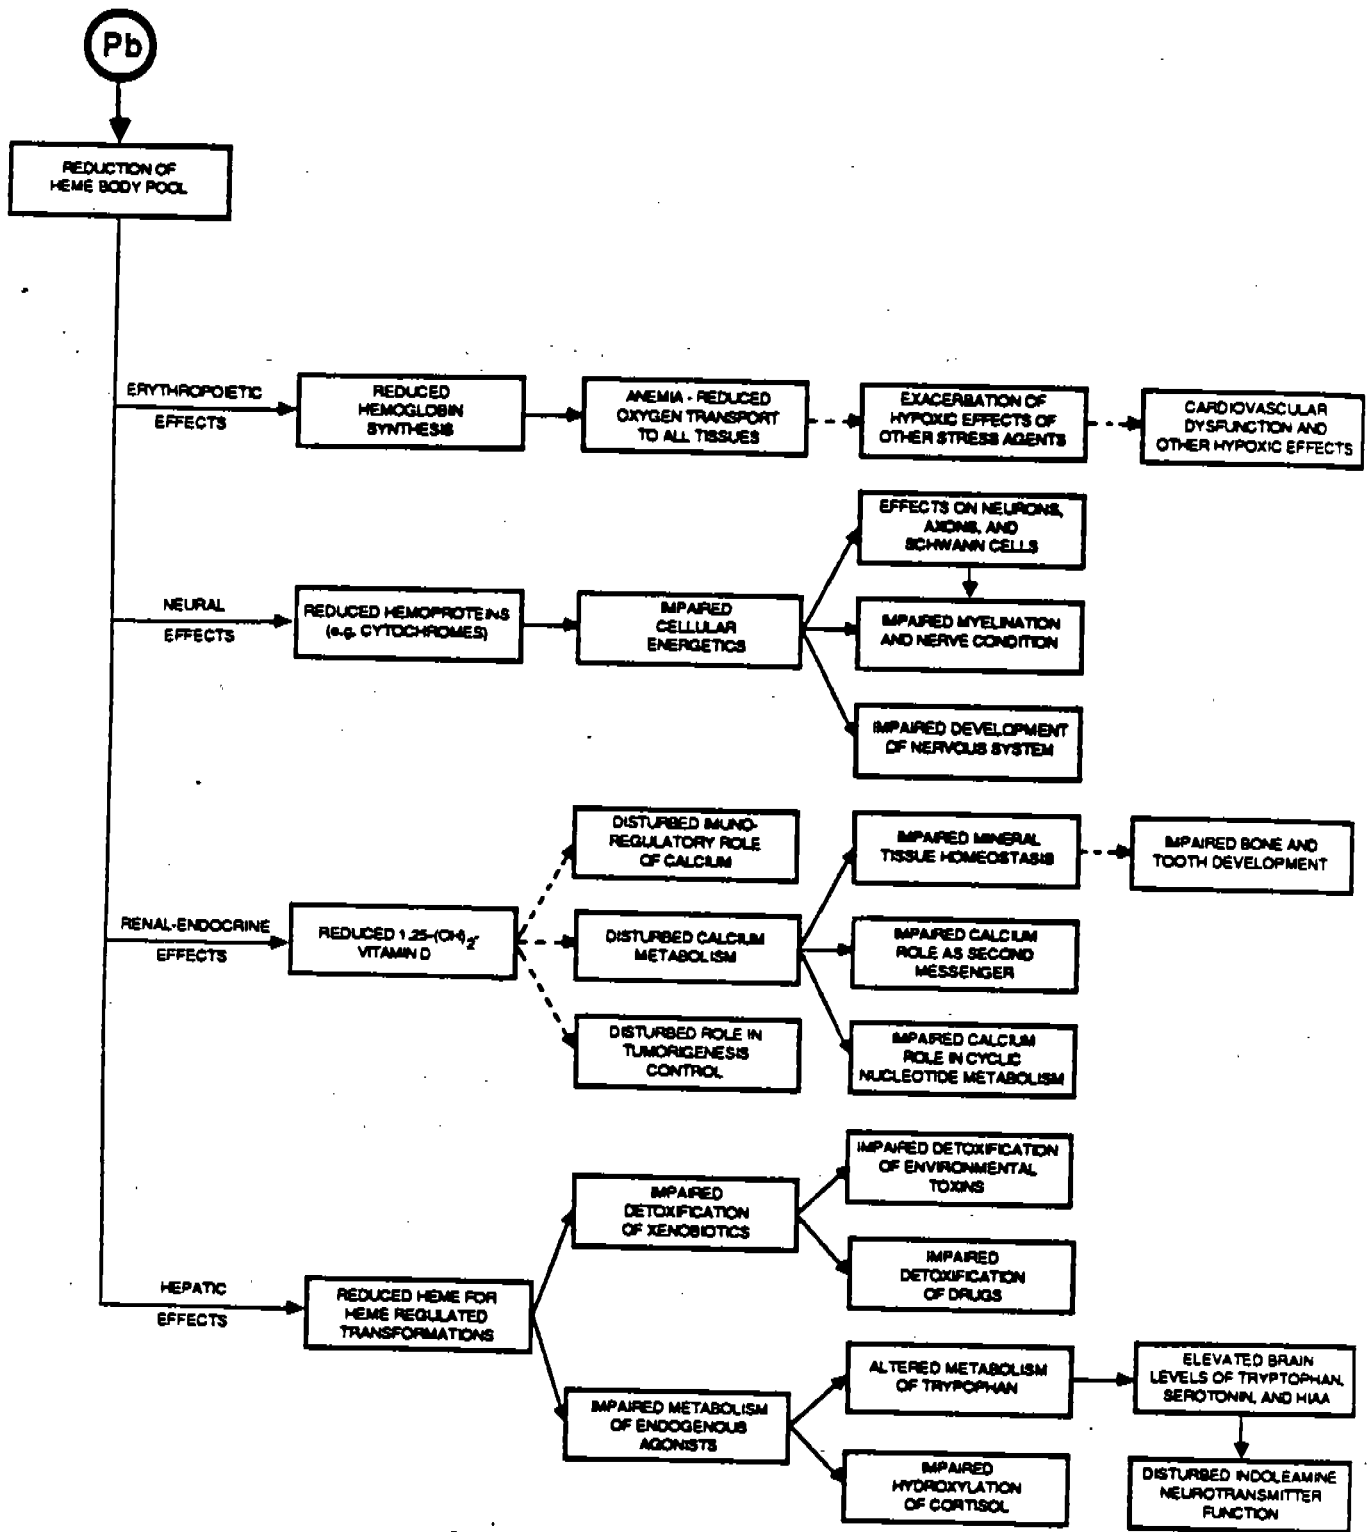 Pb
REDUCTION OF
HEME BODY POOL
ERYTHROPOIETIC
EFFECTS
REDUCED
HEMOGLOBIN
SYNTHESIS
ANEMIA - REDUCED
OXYGEN TRANSPORT
TO ALL TISSUES
EXACERBATION OF
HYPOXIC EFFECTS OF
OTHER STRESS AGENTS
CARDIOVASCULAR
DYSFUNCTION AND
OTHER HYPOXIC EFFECTS
NEURAL
EFFECTS
REDUCED HEMOPROTEINS
(e.g. CYTOCHROMES)
IMPAIRED
CELLULAR
ENERGETICS
EFFECTS ON NEURONS,
AXONS, AND
SCHWANN CELLS
IMPAIRED MYELINATION
AND NERVE CONDITION
IMPAIRED DEVELOPMENT
OF NERVOUS SYSTEM
RENAL-ENDOCRINE
EFFECTS
REDUCED 1,25-(OH)2-
VITAMIN D
DISTURBED IMUNO-
REGULATORY ROLE
OF CALCIUM
DISTURBED CALCIUM
METABOLISM
DISTURBED ROLE IN
TUMORIGENESIS
CONTROL
IMPAIRED MINERAL
TISSUE HOMEOSTASIS
IMPAIRED BONE AND
TOOTH DEVELOPMENT
IMPAIRED CALCIUM
ROLE AS SECOND
MESSENGER
IMPAIRED CALCIUM
ROLE IN CYCLIC
NUCLEOTIDE METABOLISM
HEPATIC
EFFECTS
REDUCED HEME FOR
HEME REGULATED
TRANSFORMATIONS
IMPAIRED
DETOXIFICATION
OF XENOBIOTICS
IMPAIRED DETOXIFICATION
OF ENVIRONMENTAL
TOXINS
IMPAIRED
DETOXIFICATION
OF DRUGS
IMPAIRED METABOLISM
OF ENDOGENOUS
AGONISTS
ALTERED METABOLISM
OF TRYPOPHAN
ELEVATED BRAIN
LEVELS OF TRYPTOPHAN,
SEROTONIN, AND HIAA
IMPAIRED
HYDROXYLATION
OF CORTISOL
DISTURBED INDOLEAMINE
NEUROTRANSMITTER
FUNCTION